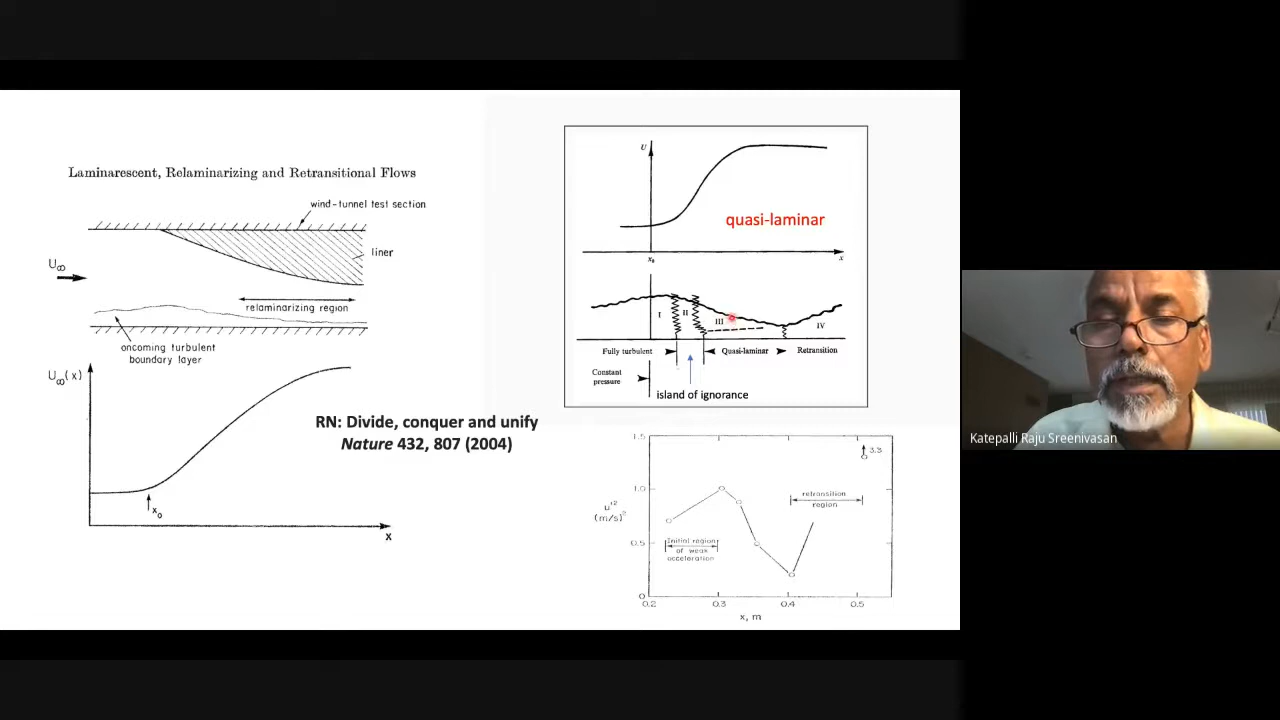 Laminarescent, Relaminarizing and Retransitional Flows
wind-tunnel test section
liner
U∞
relaminarizing region
oncoming turbulent
boundary layer
U∞(x)
x₀
x
RN: Divide, conquer and unify
Nature 432, 807 (2004)
U
quasi-laminar
x₀
x
I
II
III
IV
Fully turbulent
Quasi-laminar
Retransition
Constant
pressure
island of ignorance
1.5
3.3
1.0
retransition
region
u'²
(m/s)²
Initial region
of weak
acceleration
0.5
0
0.2
0.3
0.4
0.5
x, m
Katepalli Raju Sreenivasan